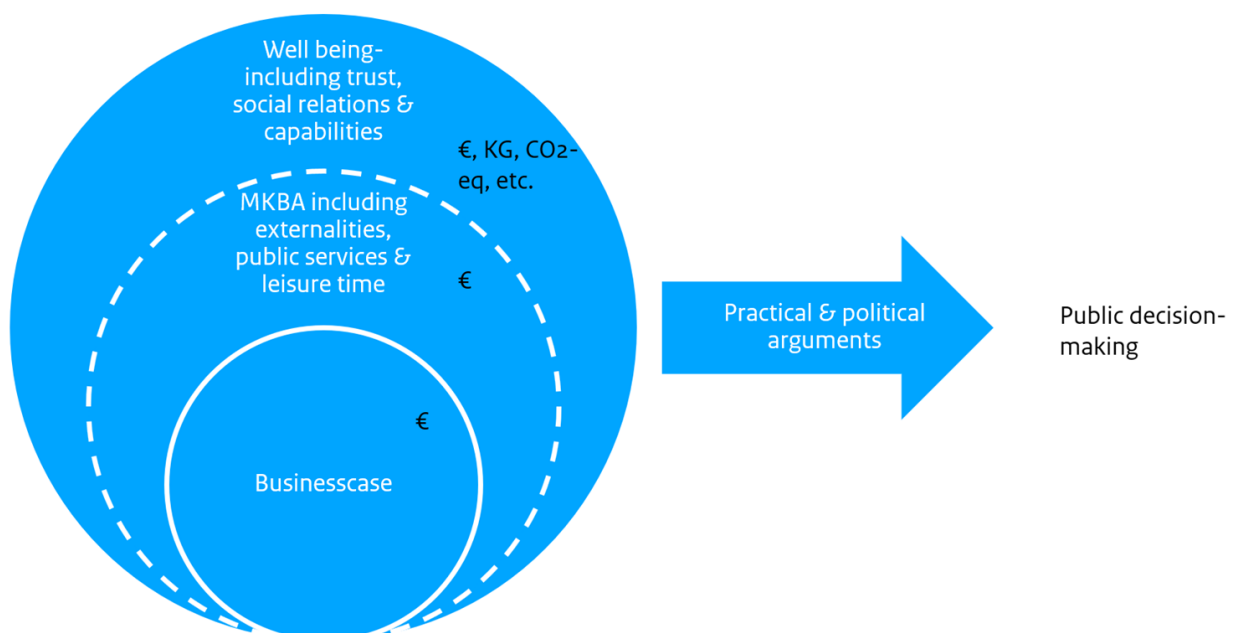 Well being-
including trust,
social relations &
capabilities
€, KG, CO2-
eq, etc.
MKBA including
externalities,
public services &
leisure time
€
€
Businesscase
Practical & political
arguments
Public decision-
making